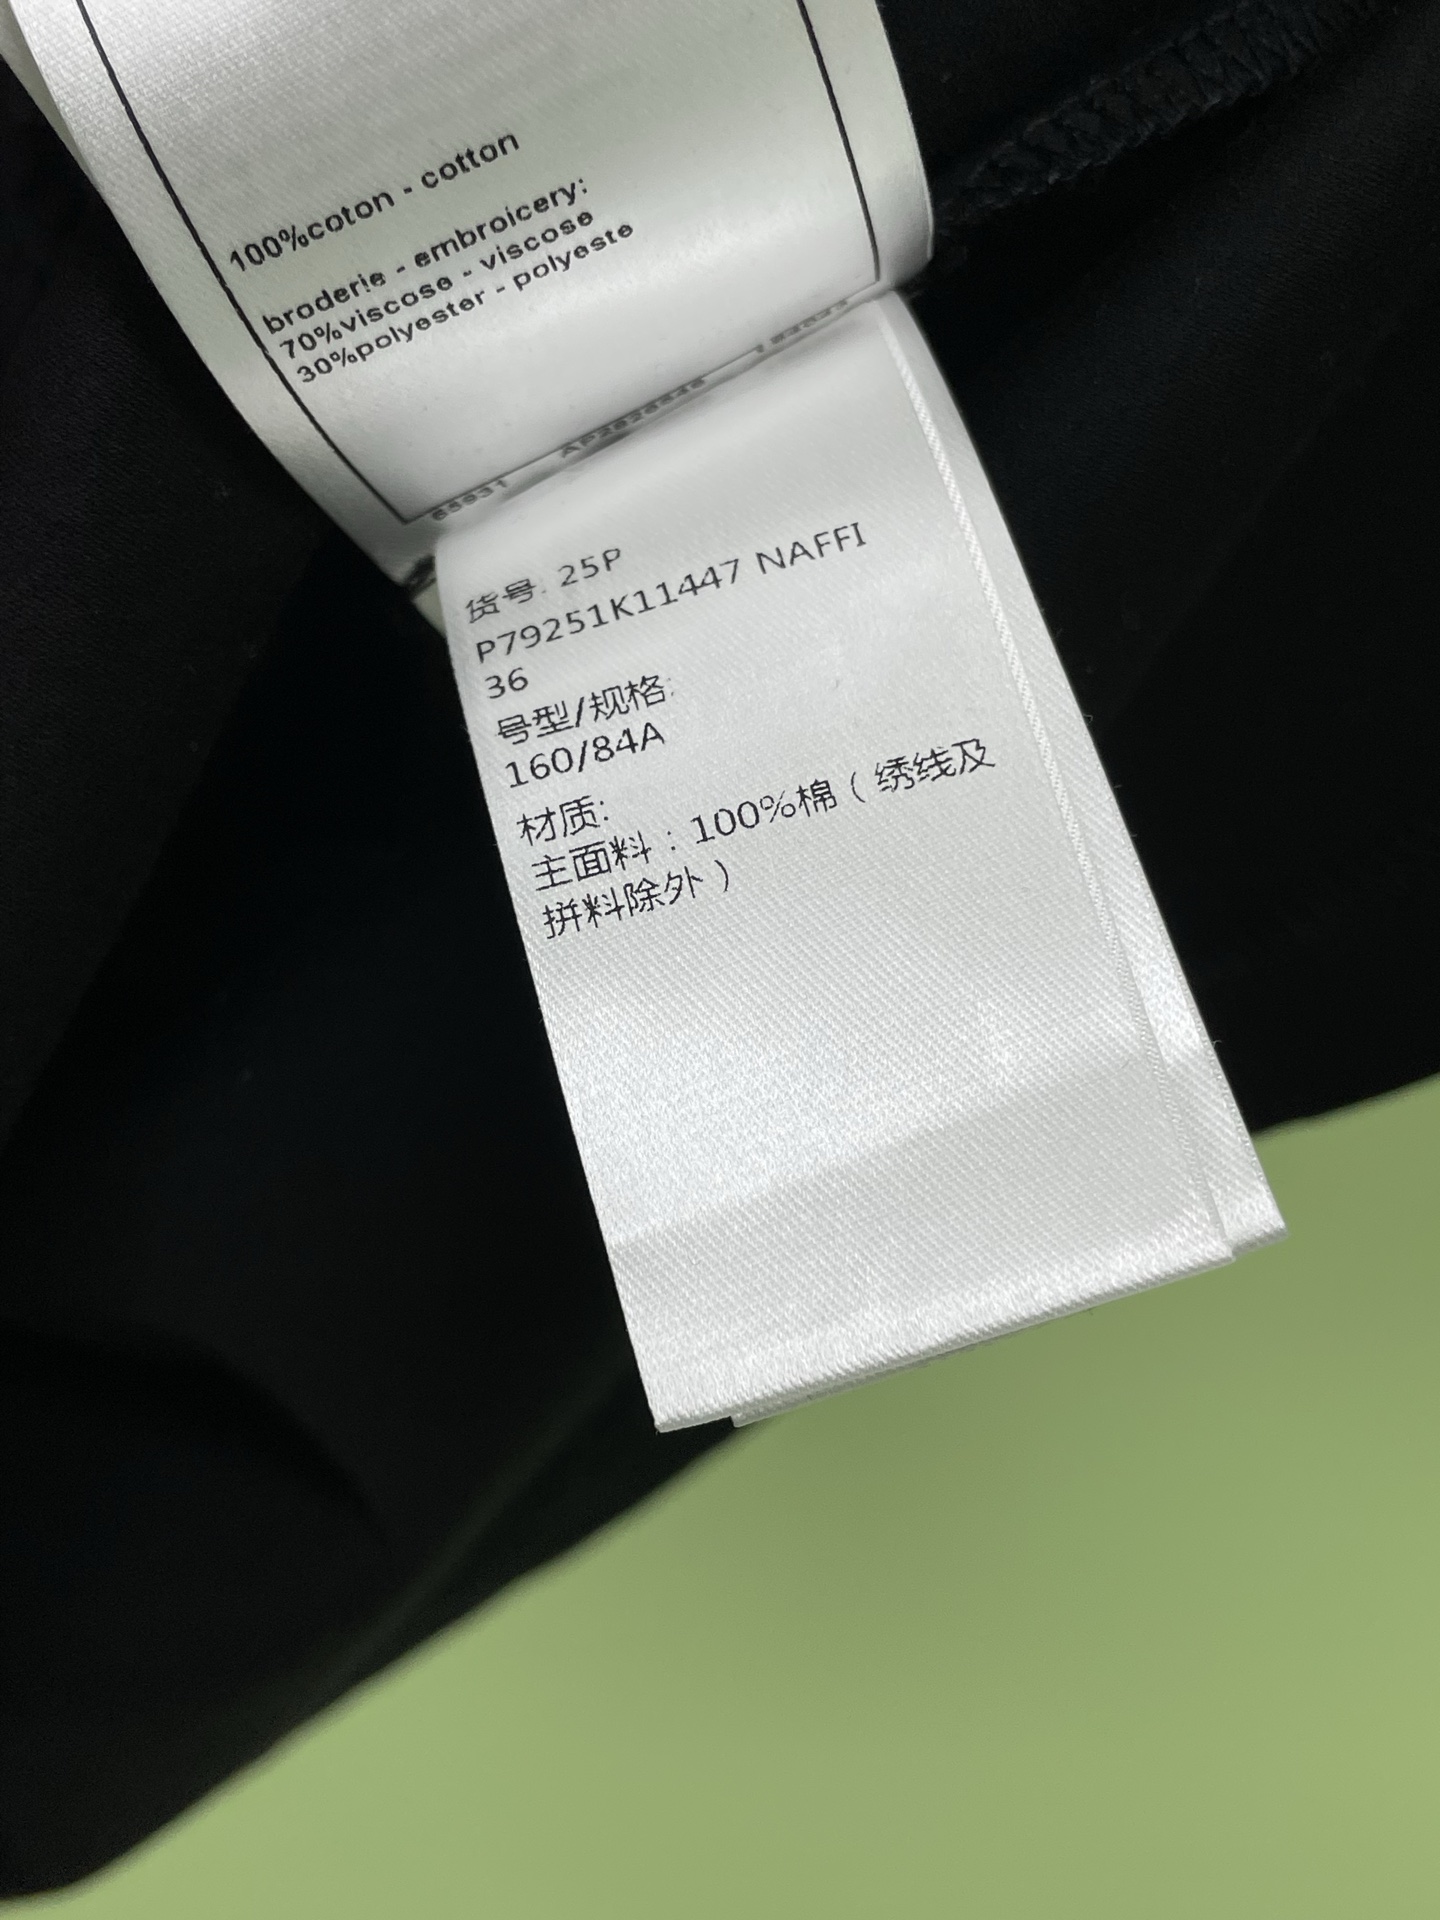 100%coton - cotton
broderie - embroicery:
70%viscose - viscose
30%polyester - polyeste
65931
货号: 25P
P79251K11447 NAFFI
36
号型/规格:
160/84A
材质:
主面料：100%棉（绣线及
拼料除外）